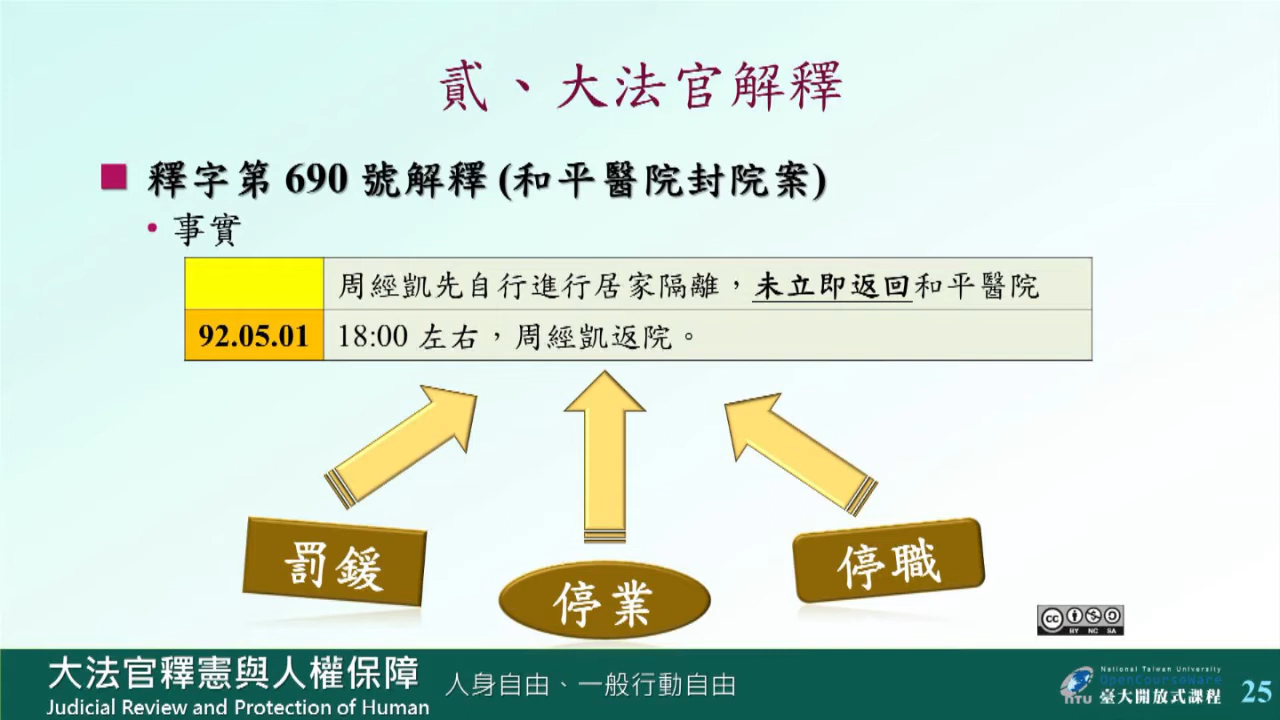 貳、大法官解釋
■ 釋字第 690 號解釋 (和平醫院封院案)
• 事實
周經凱先自行進行居家隔離，未立即返回和平醫院
92.05.01 18:00 左右，周經凱返院。
罰鍰
停業
停職
cc BY NC SA
大法官釋憲與人權保障
Judicial Review and Protection of Human
人身自由、一般行動自由
NTU
National Taiwan University
OpenCourseWare
臺大開放式課程
25